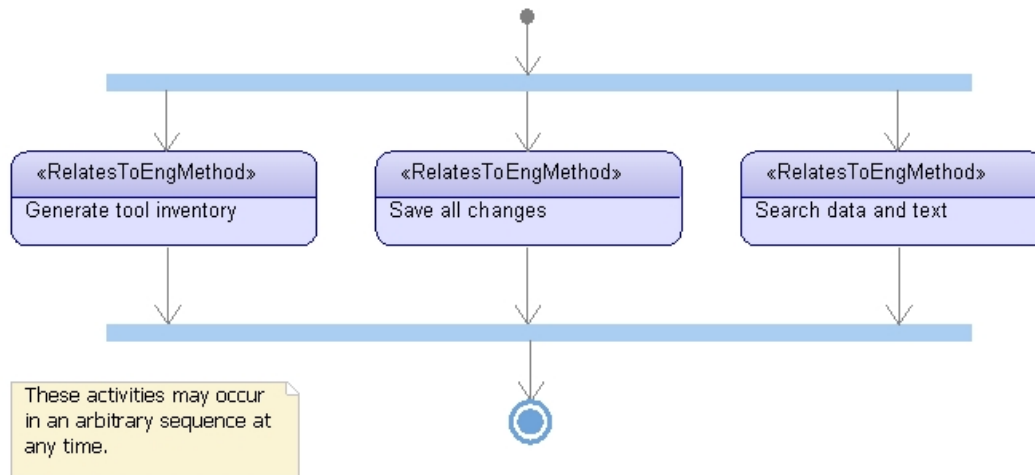 «RelatesToEngMethod»
Generate tool inventory
«RelatesToEngMethod»
Save all changes
«RelatesToEngMethod»
Search data and text
These activities may occur
in an arbitrary sequence at
any time.